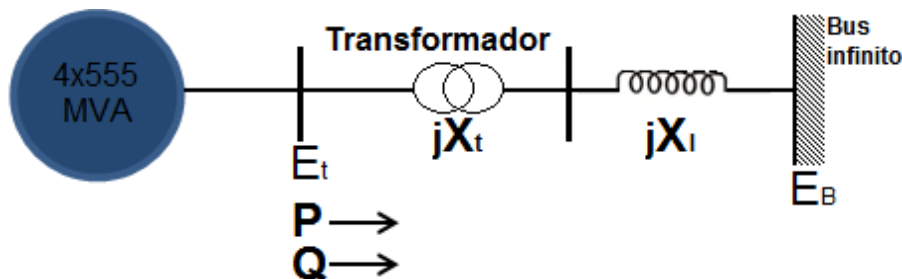 4x555
MVA
Transformador
Bus
infinito
Et
jXt
jXl
EB
P
Q